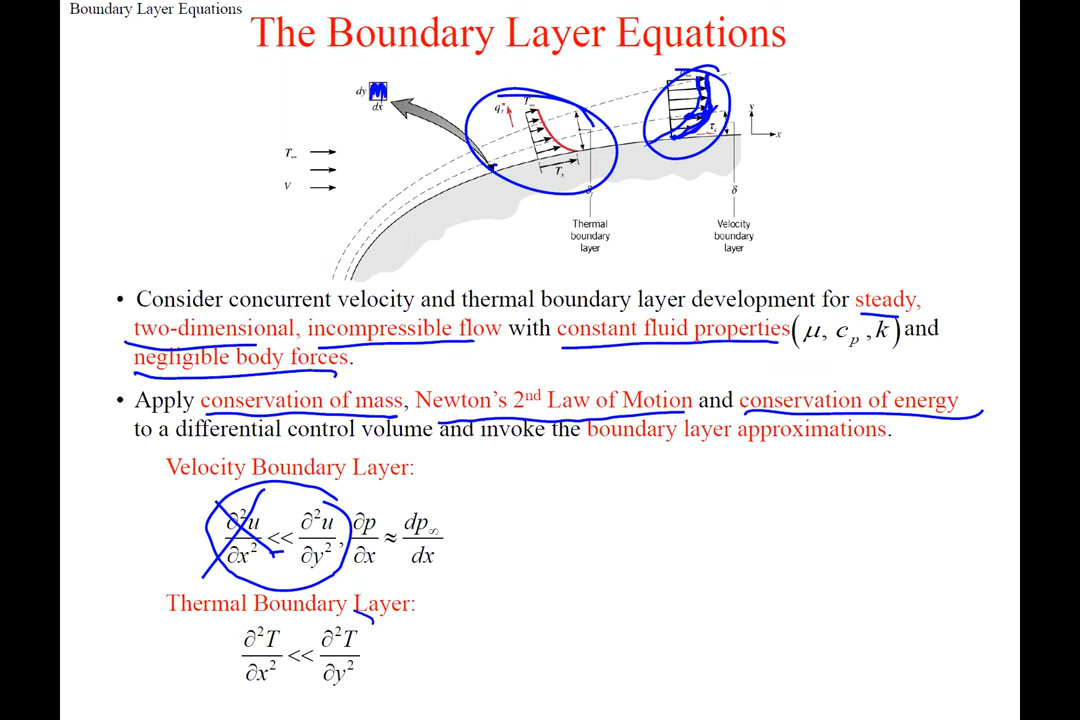 Boundary Layer Equations
The Boundary Layer Equations
dy
dx
T∞
V
q″s
T∞
Ts
δt
Thermal
boundary
layer
τs
y
x
δ
Velocity
boundary
layer
• Consider concurrent velocity and thermal boundary layer development for steady,
two-dimensional, incompressible flow with constant fluid properties (μ, cp, k) and
negligible body forces.
• Apply conservation of mass, Newton's 2nd Law of Motion and conservation of energy
to a differential control volume and invoke the boundary layer approximations.
Velocity Boundary Layer:
∂²u/∂x² << ∂²u/∂y², ∂p/∂x ≈ dp∞/dx
Thermal Boundary Layer:
∂²T/∂x² << ∂²T/∂y²